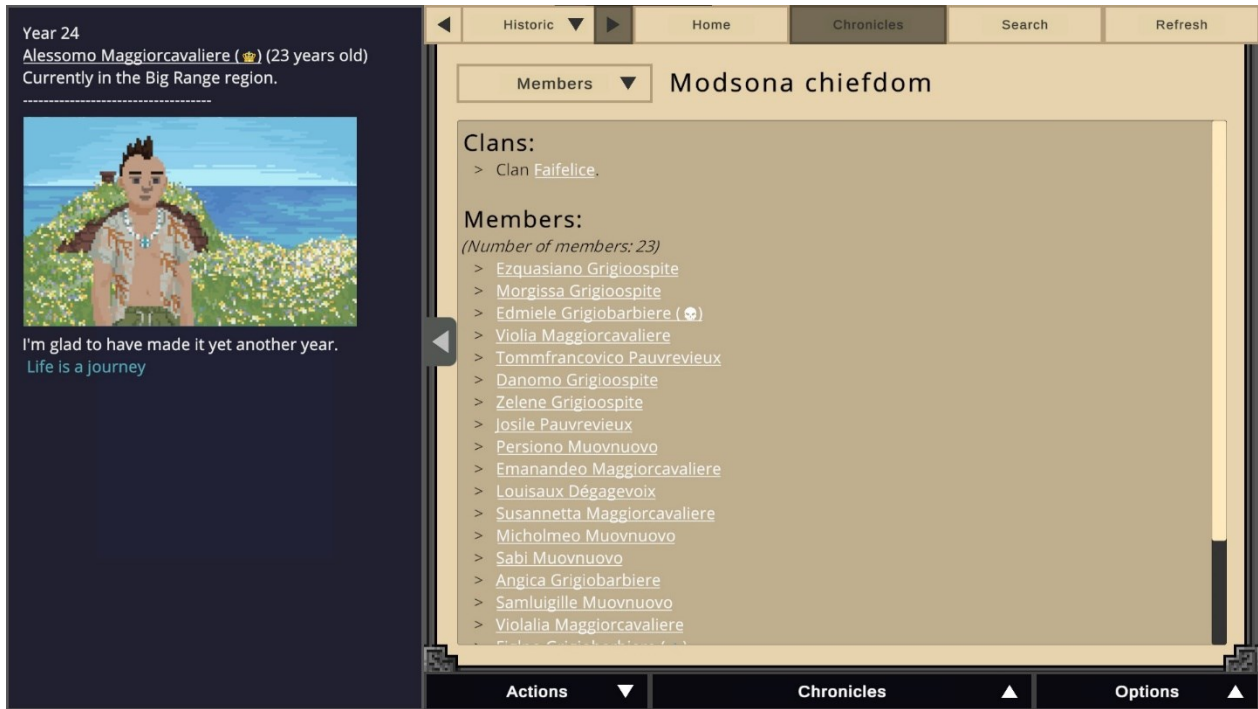 Year 24
Alessomo Maggiorcavaliere ( ) (23 years old)
Currently in the Big Range region.
------------------------------------
I'm glad to have made it yet another year.
Life is a journey
Historic
Home
Chronicles
Search
Refresh
Members
Modsona chiefdom
Clans:
> Clan Faifelice.
Members:
(Number of members: 23)
> Ezquasiano Grigioospite
> Morgissa Grigioospite
> Edmiele Grigiobarbiere ( )
> Violia Maggiorcavaliere
> Tommfrancovico Pauvrevieux
> Danomo Grigioospite
> Zelene Grigioospite
> Josile Pauvrevieux
> Persiono Muovnuovo
> Emanandeo Maggiorcavaliere
> Louisaux Dégagevoix
> Susannetta Maggiorcavaliere
> Micholmeo Muovnuovo
> Sabi Muovnuovo
> Angica Grigiobarbiere
> Samluigille Muovnuovo
> Violalia Maggiorcavaliere
Actions
Chronicles
Options